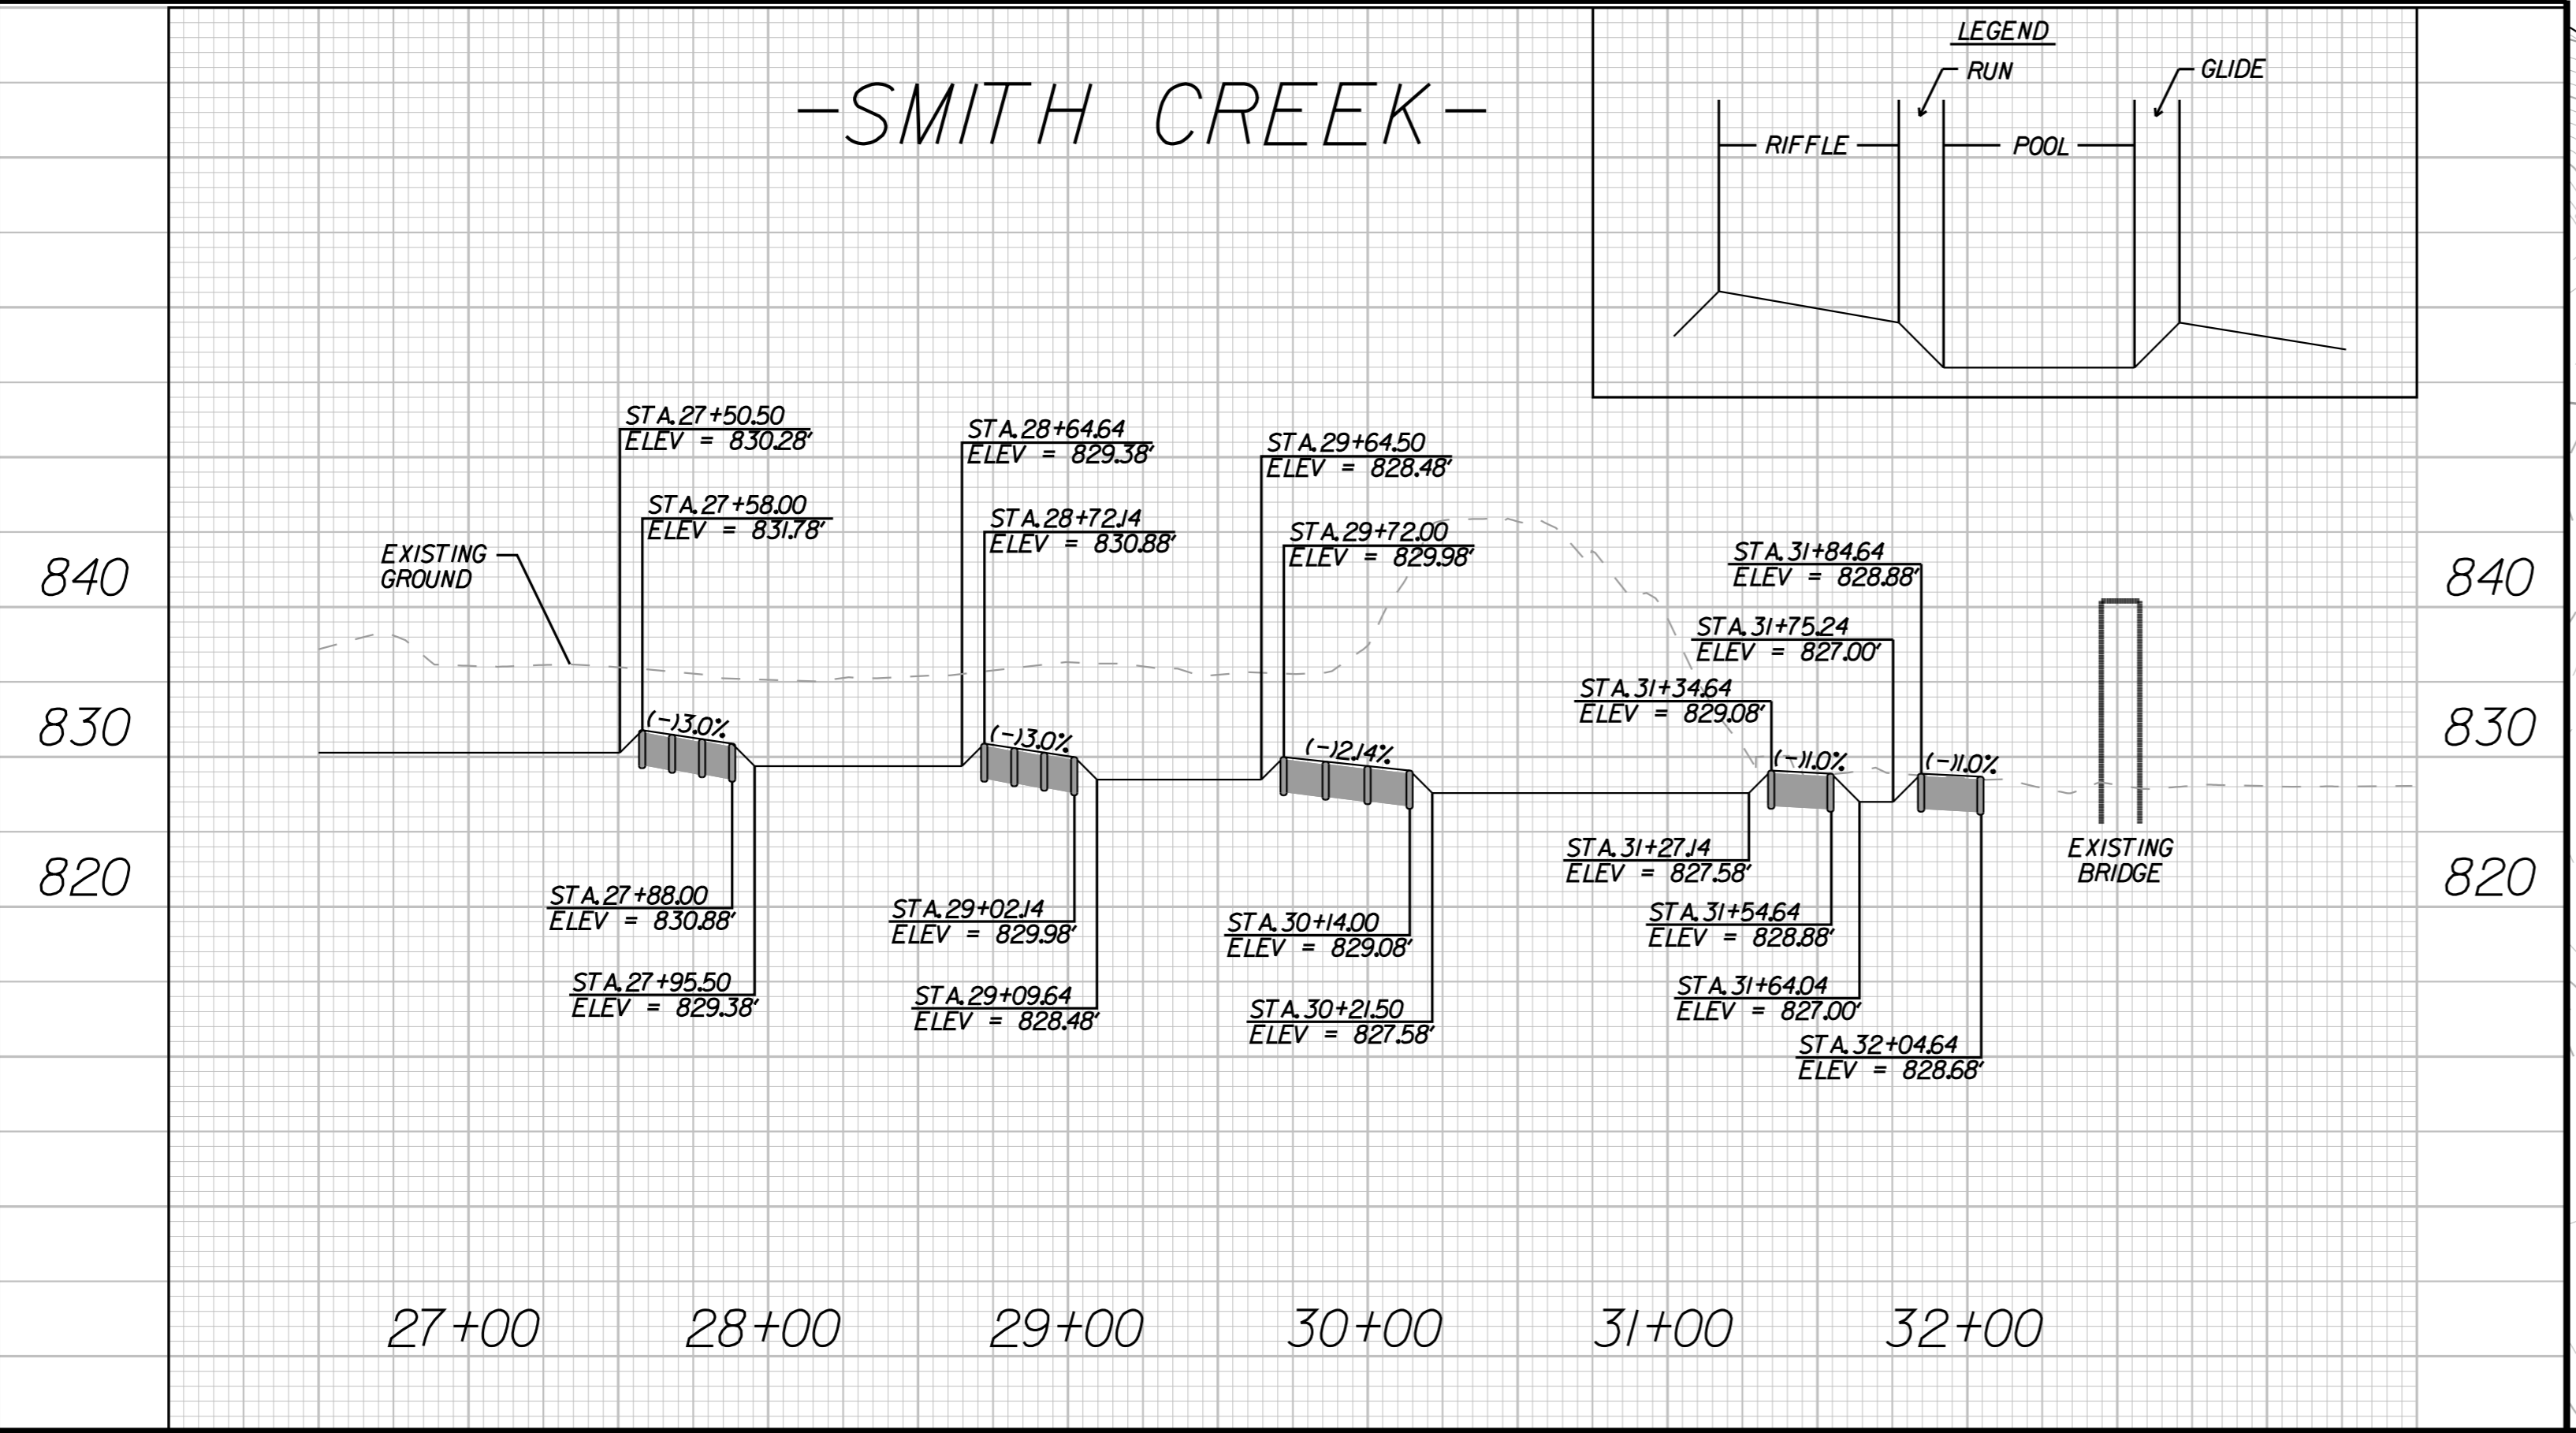 -SMITH CREEK-
LEGEND
RUN
GLIDE
RIFFLE
POOL
STA. 27+50.50
ELEV = 830.28'
STA. 28+64.64
ELEV = 829.38'
STA. 29+64.50
ELEV = 828.48'
STA. 27+58.00
ELEV = 831.78'
STA. 28+72.14
ELEV = 830.88'
STA. 29+72.00
ELEV = 829.98'
EXISTING
GROUND
STA. 31+84.64
ELEV = 828.88'
840
840
STA. 31+75.24
ELEV = 827.00'
STA. 31+34.64
ELEV = 829.08'
830
830
(-)3.0%
(-)3.0%
(-)2.14%
(-)1.0%
(-)1.0%
STA. 31+27.14
ELEV = 827.58'
EXISTING
BRIDGE
820
820
STA. 27+88.00
ELEV = 830.88'
STA. 29+02.14
ELEV = 829.98'
STA. 30+14.00
ELEV = 829.08'
STA. 31+54.64
ELEV = 828.88'
STA. 27+95.50
ELEV = 829.38'
STA. 29+09.64
ELEV = 828.48'
STA. 30+21.50
ELEV = 827.58'
STA. 31+64.04
ELEV = 827.00'
STA. 32+04.64
ELEV = 828.68'
27+00
28+00
29+00
30+00
31+00
32+00